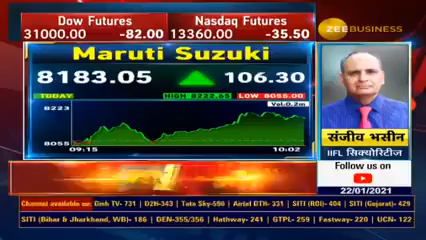 Dow Futures
31000.00 -82.00
Nasdaq Futures
13360.00 -35.50
ZEE BUSINESS
Maruti Suzuki
8183.05 106.30
TODAY HIGH 8222.55 LOW 8055.00
Vol:0.2m
8223
8055
09:15 10:02
संजीव भसीन
IIFL सिक्योरिटीज
Follow us on
22/01/2021
Channel available on: Dish TV- 731 | D2H-343 | Tata Sky-590 | Airtel DTH- 331 | SITI (ROI)- 404 | SITI (Gujarat)- 429
SITI (Bihar & Jharkhand, WB)- 186 | DEN-355/356 | Hathway- 241 | GTPL- 259 | Fastway- 220 | UCN- 122